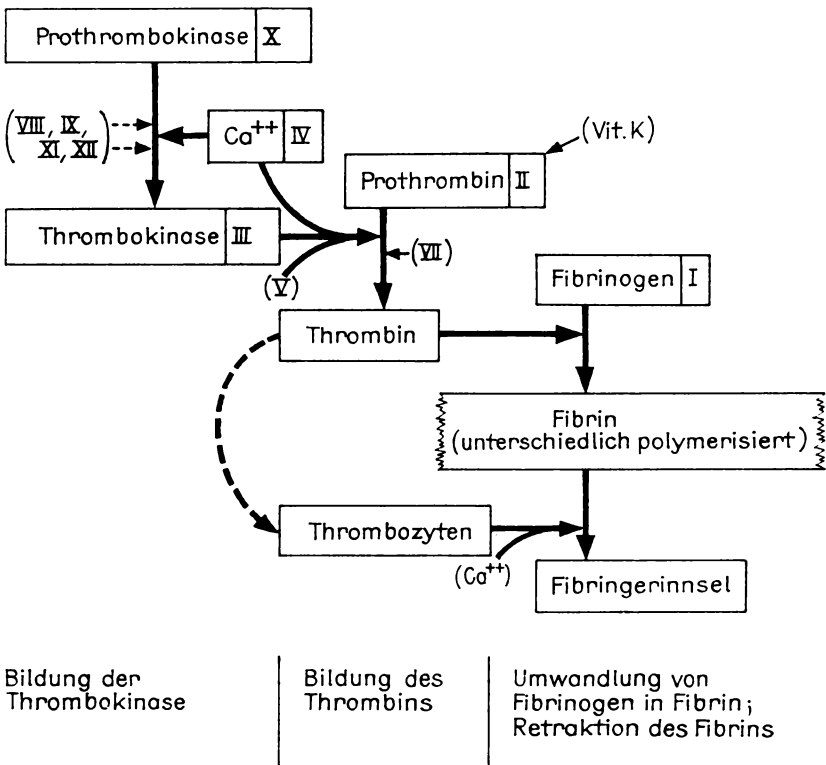 Prothrombokinase X
(VIII, IX,
XI, XII)
Ca++ IV
(Vit. K)
Prothrombin II
Thrombokinase III
(VII)
(V)
Fibrinogen I
Thrombin
Fibrin
(unterschiedlich polymerisiert)
Thrombozyten
(Ca++)
Fibringerinnsel
Bildung der
Thrombokinase
Bildung des
Thrombins
Umwandlung von
Fibrinogen in Fibrin;
Retraktion des Fibrins